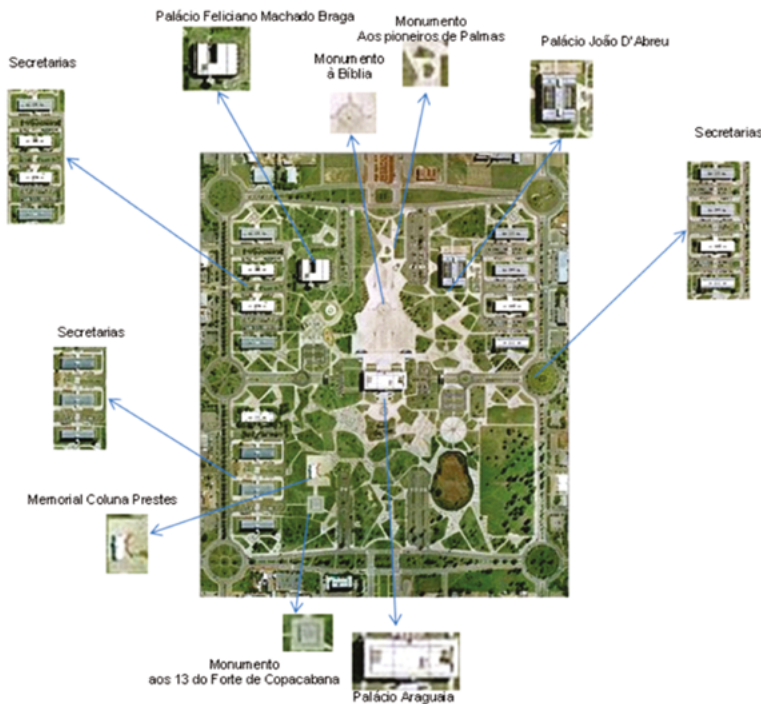 Palácio Feliciano Machado Braga
Monumento
Aos pioneiros de Palmas
Monumento
à Bíblia
Palácio João D'Abreu
Secretarias
Secretarias
Secretarias
Memorial Coluna Prestes
Monumento
aos 13 do Forte de Copacabana
Palácio Araguaia